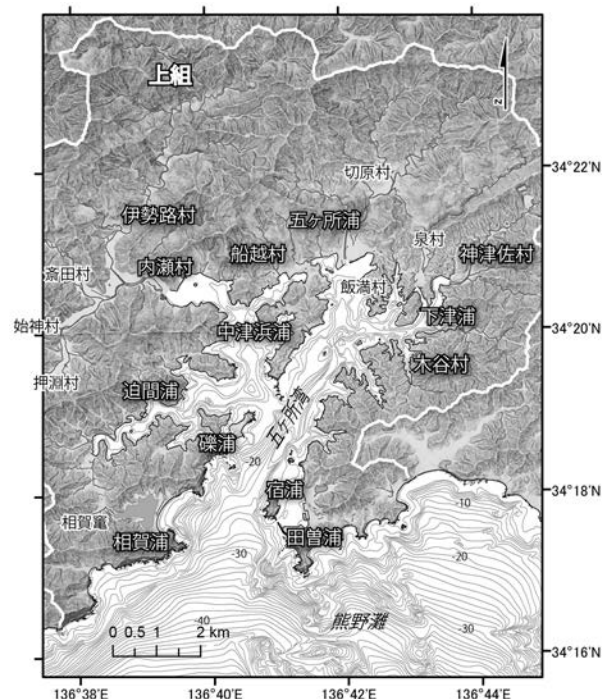 上組
z
34°22'N
切原村
伊勢路村
五ヶ所浦
船越村
泉村
神津佐村
斎田村
内瀬村
飯満村
始神村
中津浜浦
下津浦
34°20'N
押淵村
木谷村
迫間浦
五ヶ所湾
礫浦
-20
34°18'N
宿浦
-10
相賀竈
相賀浦
田曽浦
-30
-20
-40
熊野灘
-30
0 0.5 1 2 km
34°16'N
136°38'E 136°40'E 136°42'E 136°44'E